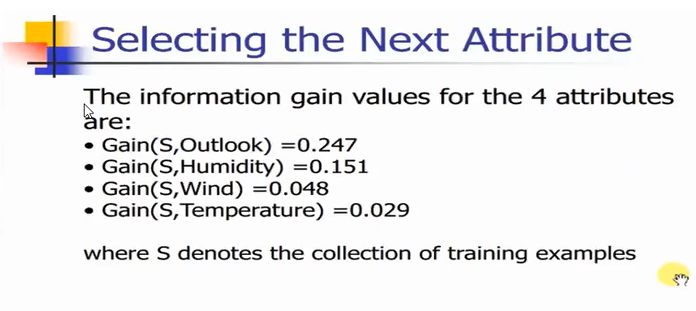 Selecting the Next Attribute
The information gain values for the 4 attributes
are:
• Gain(S,Outlook) =0.247
• Gain(S,Humidity) =0.151
• Gain(S,Wind) =0.048
• Gain(S,Temperature) =0.029
where S denotes the collection of training examples